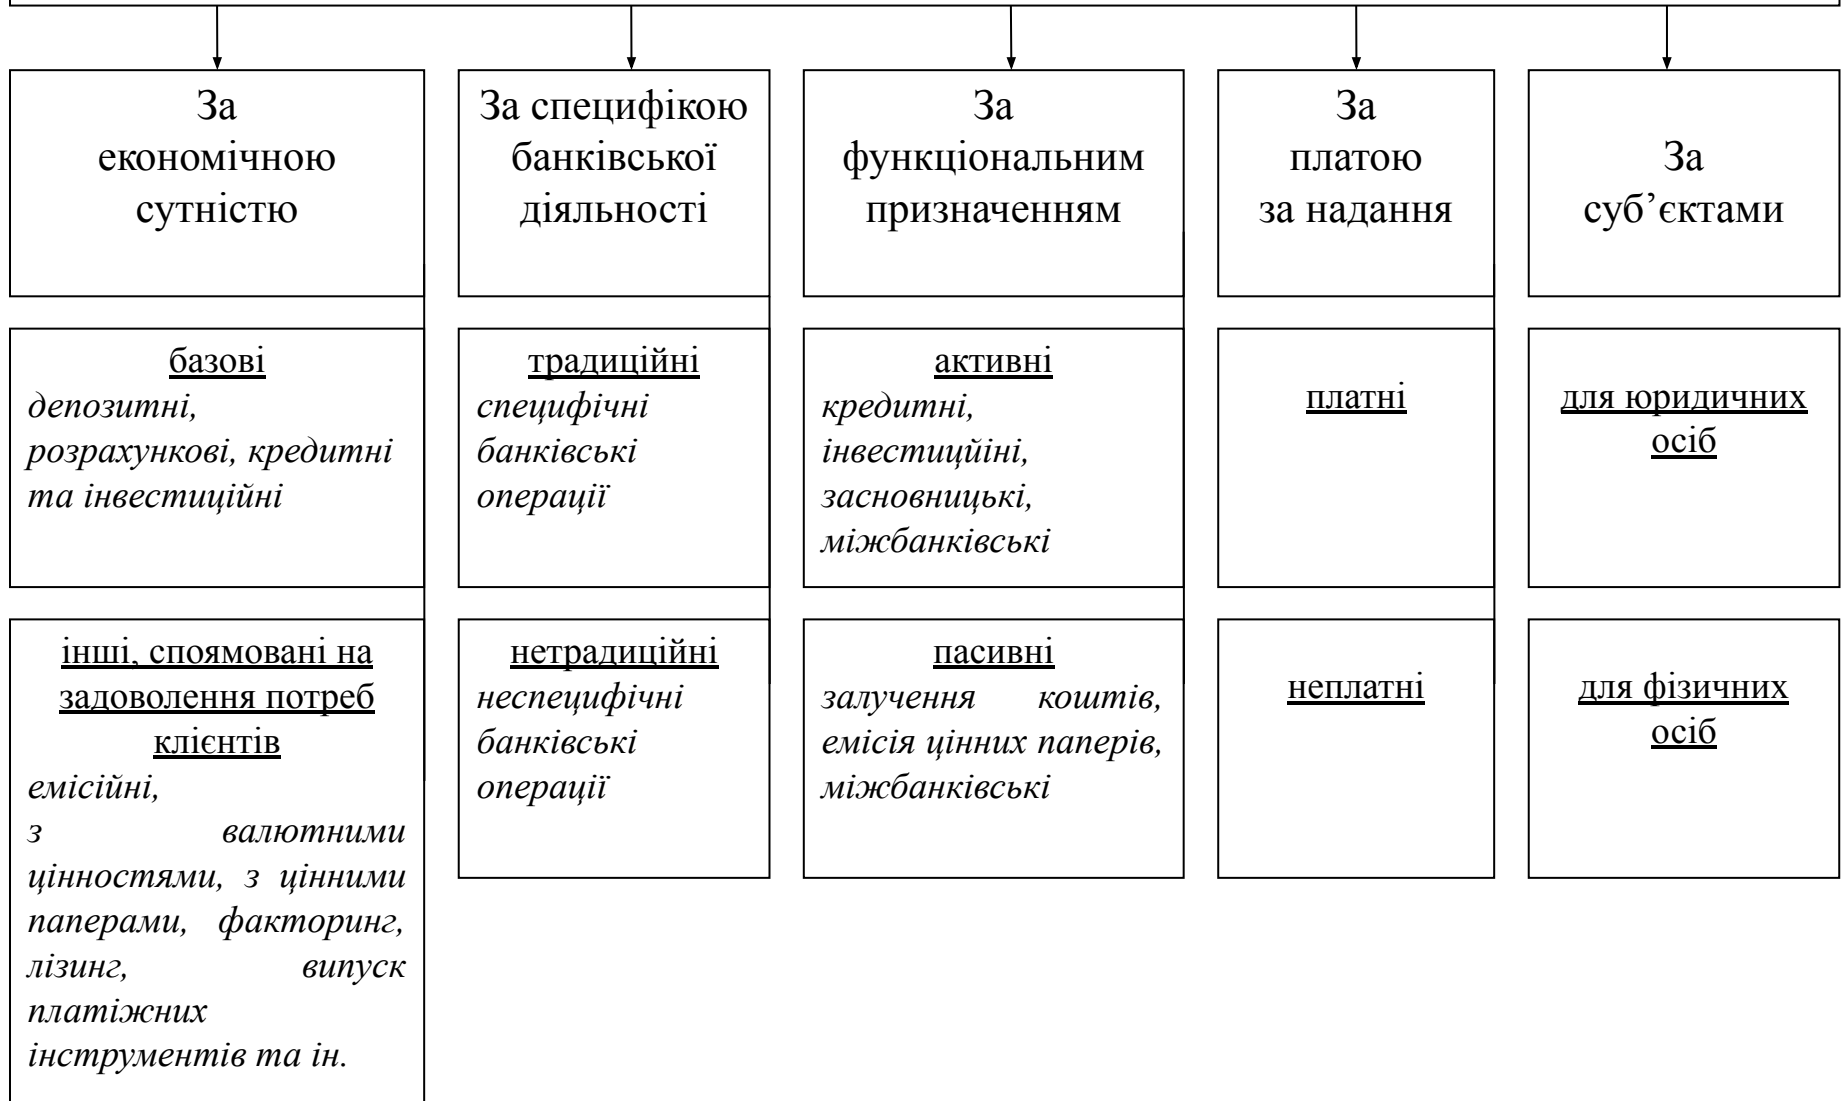 За
економічною
сутністю
За специфікою
банківської
діяльності
За
функціональним
призначенням
За
платою
за надання
За
суб’єктами
базові
депозитні,
розрахункові, кредитні
та інвестиційні
традиційні
специфічні
банківські
операції
активні
кредитні,
інвестицйіні,
засновницькі,
міжбанківські
платні
для юридичних
осіб
інші, споямовані на
задоволення потреб
клієнтів
емісійні,
з валютними
цінностями, з цінними
паперами, факторинг,
лізинг, випуск
платіжних
інструментів та ін.
нетрадиційні
неспецифічні
банківські
операції
пасивні
залучення коштів,
емісія цінних паперів,
міжбанківські
неплатні
для фізичних
осіб